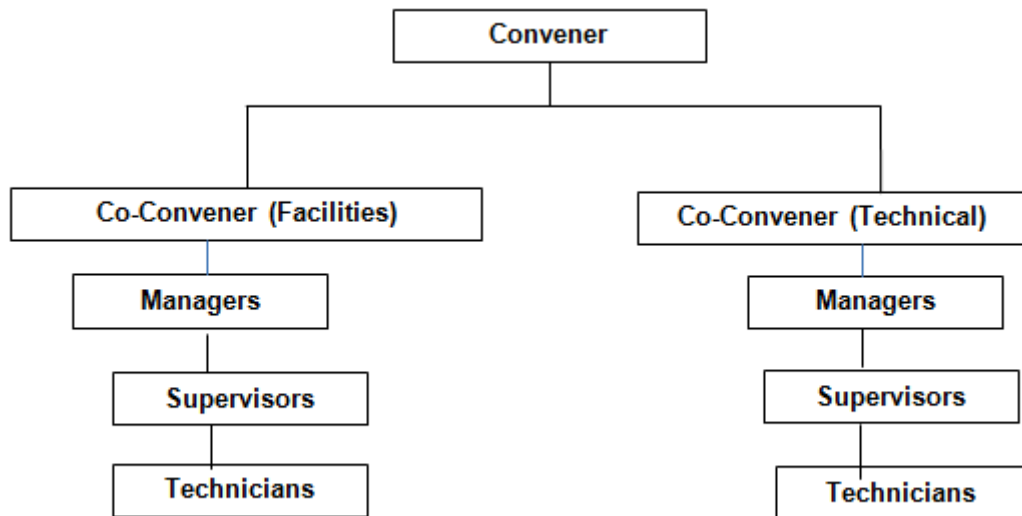 Convener
Co-Convener (Facilities)
Co-Convener (Technical)
Managers
Managers
Supervisors
Supervisors
Technicians
Technicians